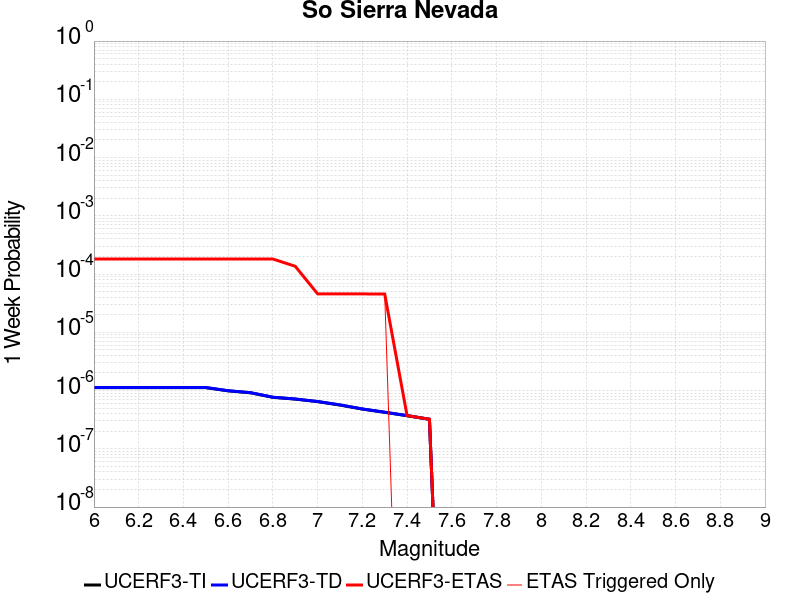 So Sierra Nevada
10^0
10^-1
10^-2
10^-3
10^-4
10^-5
10^-6
10^-7
10^-8
1 Week Probability
6 6.2 6.4 6.6 6.8 7 7.2 7.4 7.6 7.8 8 8.2 8.4 8.6 8.8 9
Magnitude
UCERF3-TI UCERF3-TD UCERF3-ETAS ETAS Triggered Only